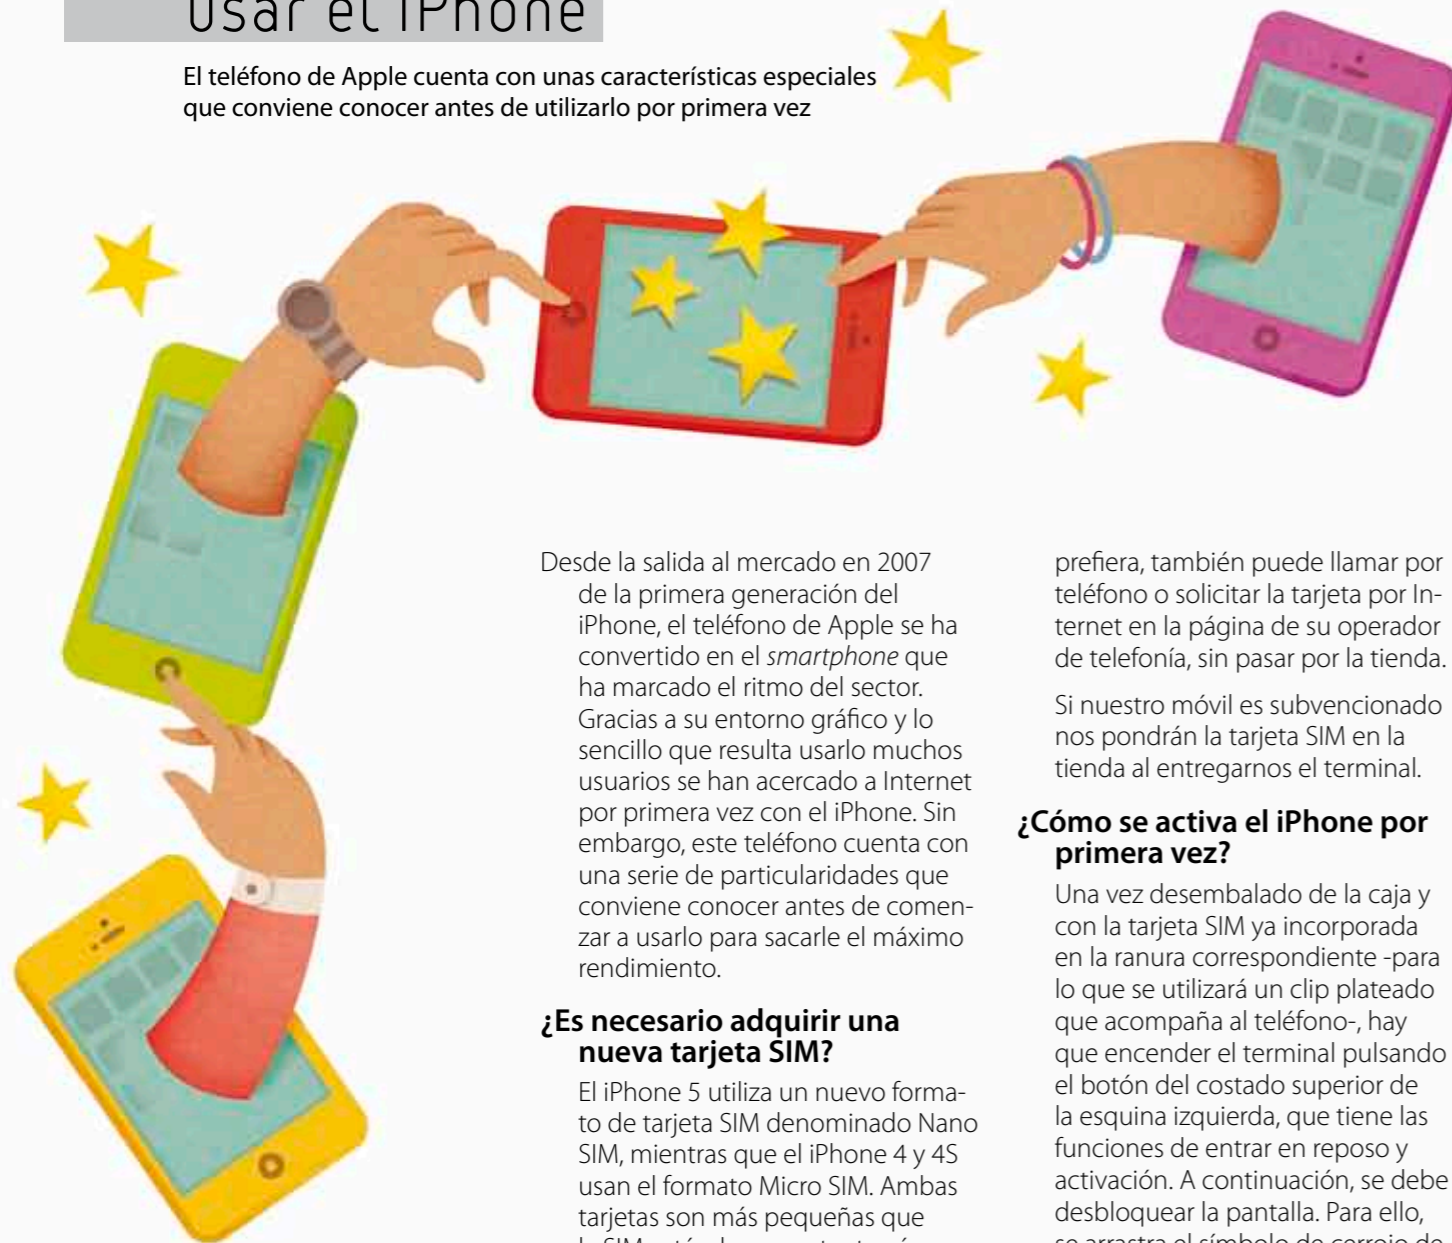 usar el iPhone
El teléfono de Apple cuenta con unas características especiales
que conviene conocer antes de utilizarlo por primera vez
Desde la salida al mercado en 2007
de la primera generación del
iPhone, el teléfono de Apple se ha
convertido en el smartphone que
ha marcado el ritmo del sector.
Gracias a su entorno gráfico y lo
sencillo que resulta usarlo muchos
usuarios se han acercado a Internet
por primera vez con el iPhone. Sin
embargo, este teléfono cuenta con
una serie de particularidades que
conviene conocer antes de comen-
zar a usarlo para sacarle el máximo
rendimiento.
¿Es necesario adquirir una
nueva tarjeta SIM?
El iPhone 5 utiliza un nuevo forma-
to de tarjeta SIM denominado Nano
SIM, mientras que el iPhone 4 y 4S
usan el formato Micro SIM. Ambas
tarjetas son más pequeñas que
prefiera, también puede llamar por
teléfono o solicitar la tarjeta por In-
ternet en la página de su operador
de telefonía, sin pasar por la tienda.
Si nuestro móvil es subvencionado
nos pondrán la tarjeta SIM en la
tienda al entregarnos el terminal.
¿Cómo se activa el iPhone por
primera vez?
Una vez desembalado de la caja y
con la tarjeta SIM ya incorporada
en la ranura correspondiente -para
lo que se utilizará un clip plateado
que acompaña al teléfono-, hay
que encender el terminal pulsando
el botón del costado superior de
la esquina izquierda, que tiene las
funciones de entrar en reposo y
activación. A continuación, se debe
desbloquear la pantalla. Para ello,
se arrastra el símbolo de cerrojo de